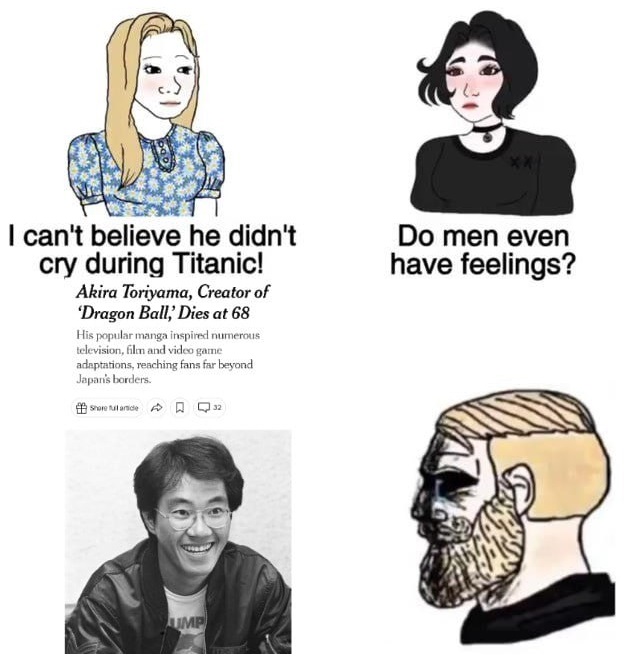 I can't believe he didn't
cry during Titanic!
Do men even
have feelings?
Akira Toriyama, Creator of
‘Dragon Ball,’ Dies at 68
His popular manga inspired numerous
television, film and video game
adaptations, reaching fans far beyond
Japan's borders.
Share full article
32
UMP